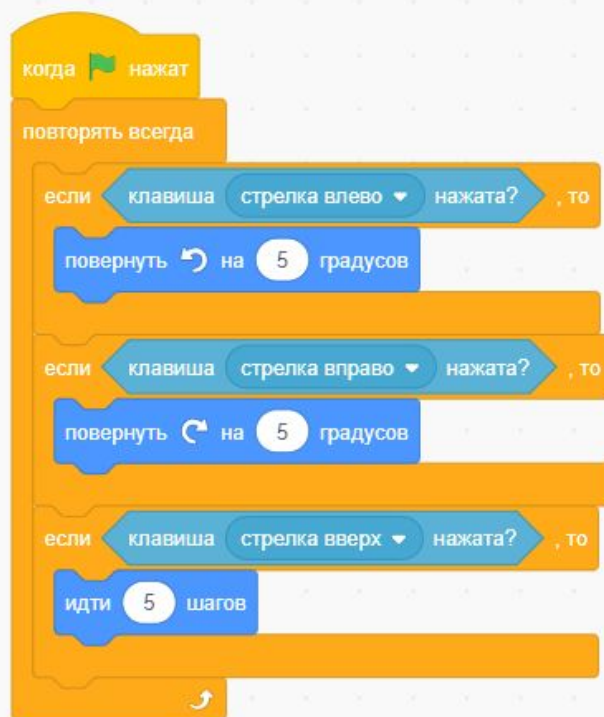 когда нажат
повторять всегда
если клавиша стрелка влево нажата? , то
повернуть на 5 градусов
если клавиша стрелка вправо нажата? , то
повернуть на 5 градусов
если клавиша стрелка вверх нажата? , то
идти 5 шагов